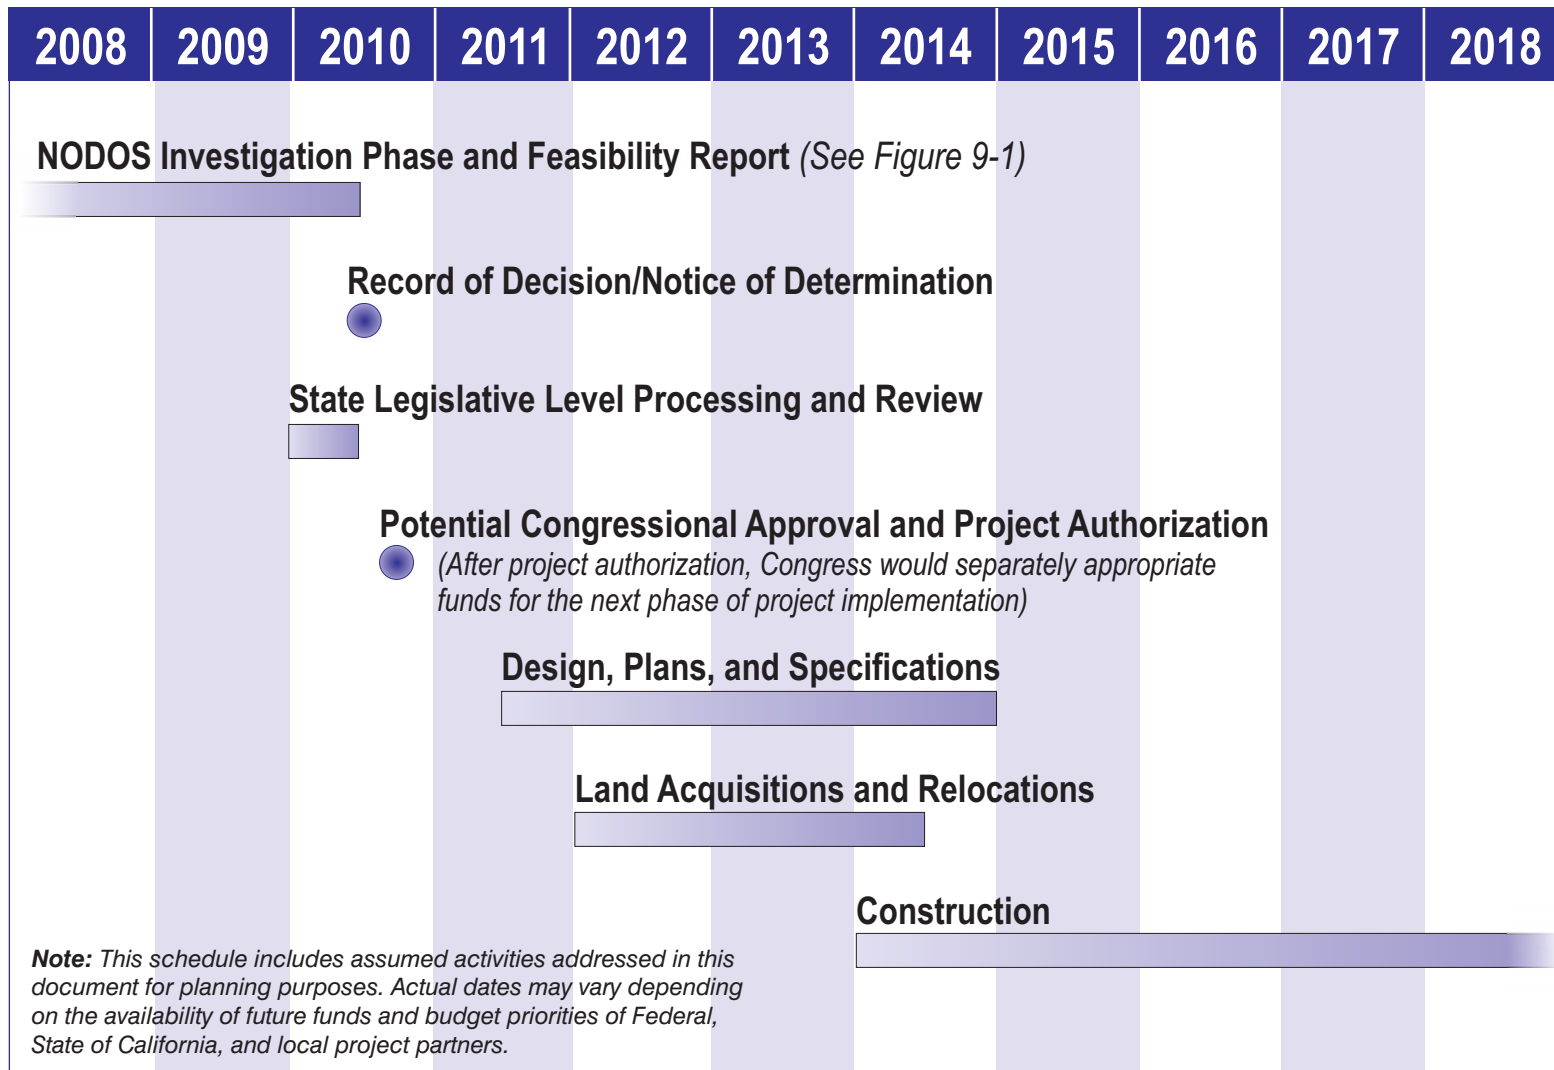 2008 2009 2010 2011 2012 2013 2014 2015 2016 2017 2018
NODOS Investigation Phase and Feasibility Report (See Figure 9-1)
Record of Decision/Notice of Determination
State Legislative Level Processing and Review
Potential Congressional Approval and Project Authorization
(After project authorization, Congress would separately appropriate
funds for the next phase of project implementation)
Design, Plans, and Specifications
Land Acquisitions and Relocations
Construction
Note: This schedule includes assumed activities addressed in this
document for planning purposes. Actual dates may vary depending
on the availability of future funds and budget priorities of Federal,
State of California, and local project partners.